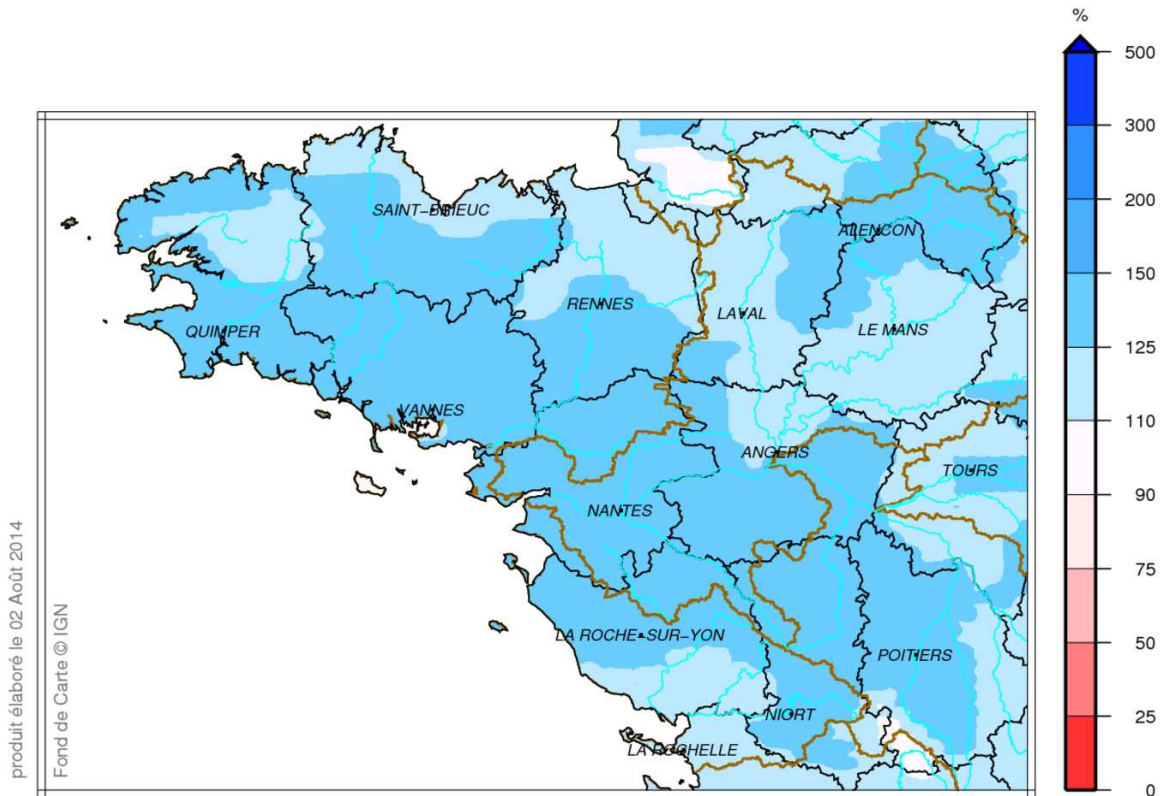 %
500
300
200
150
125
110
90
75
50
25
0
SAINT-BRIEUC
ALENCON
RENNES
LAVAL
QUIMPER
LE MANS
VANNES
ANGERS
TOURS
NANTES
LA ROCHE-SUR-YON
POITIERS
NIORT
LA ROCHELLE
produit élaboré le 02 Août 2014
Fond de Carte © IGN